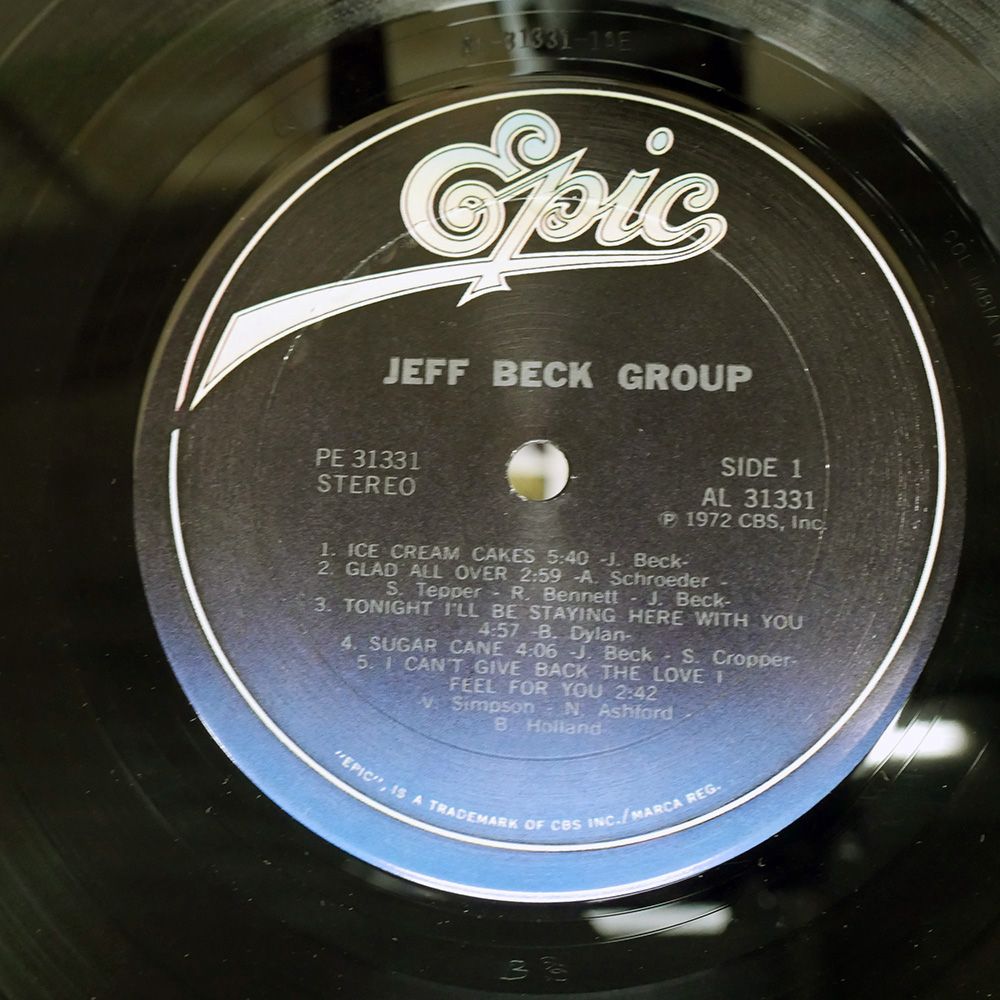 Epic
JEFF BECK GROUP
PE 31331
STEREO
SIDE 1
AL 31331
℗ 1972 CBS, Inc.
1. ICE CREAM CAKES 5:40 -J. Beck-
2. GLAD ALL OVER 2:59 -A. Schroeder -
S. Tepper - R. Bennett - J. Beck-
3. TONIGHT I'LL BE STAYING HERE WITH YOU
4:57 -B. Dylan-
4. SUGAR CANE 4:06 -J. Beck - S. Cropper-
5. I CAN'T GIVE BACK THE LOVE I
FEEL FOR YOU 2:42
V. Simpson - N. Ashford
B. Holland
"EPIC", IS A TRADEMARK OF CBS INC./MARCA REG.